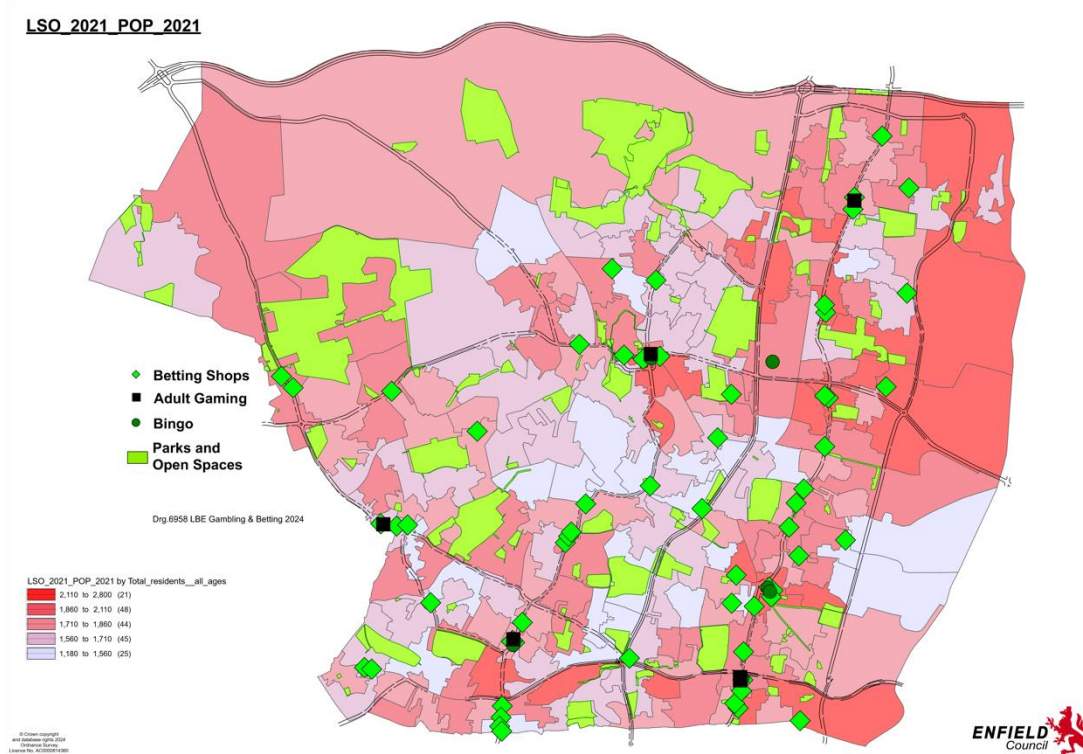 LSO_2021_POP_2021
Betting Shops
Adult Gaming
Bingo
Parks and
Open Spaces
Drg.6958 LBE Gambling & Betting 2024
LSO_2021_POP_2021 by Total_residents__all_ages
2,110 to 2,800 (21)
1,860 to 2,110 (48)
1,710 to 1,860 (44)
1,560 to 1,710 (45)
1,180 to 1,560 (25)
© Crown copyright
and database rights 2024
Ordnance Survey
ENFIELD
Council